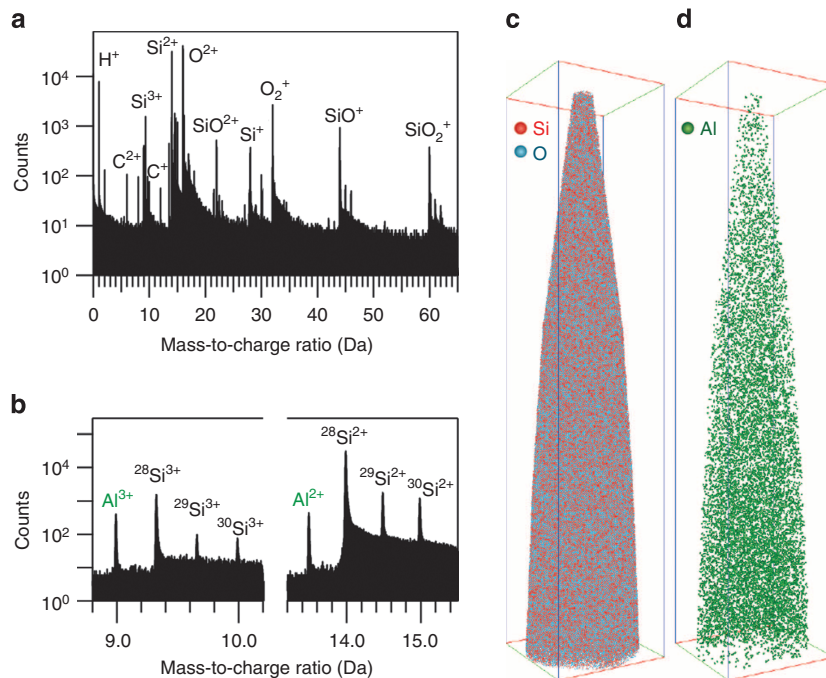 a
H⁺
Si²⁺
O²⁺
Si³⁺
C²⁺
C⁺
SiO²⁺
Si⁺
O₂⁺
SiO⁺
SiO₂⁺
10⁴
10³
10²
10¹
10⁰
Counts
0 10 20 30 40 50 60
Mass-to-charge ratio (Da)
b
Al³⁺
²⁸Si³⁺
²⁹Si³⁺
³⁰Si³⁺
Al²⁺
²⁸Si²⁺
²⁹Si²⁺
³⁰Si²⁺
10⁴
10²
10⁰
Counts
9.0 10.0 14.0 15.0
Mass-to-charge ratio (Da)
c
Si
O
d
Al